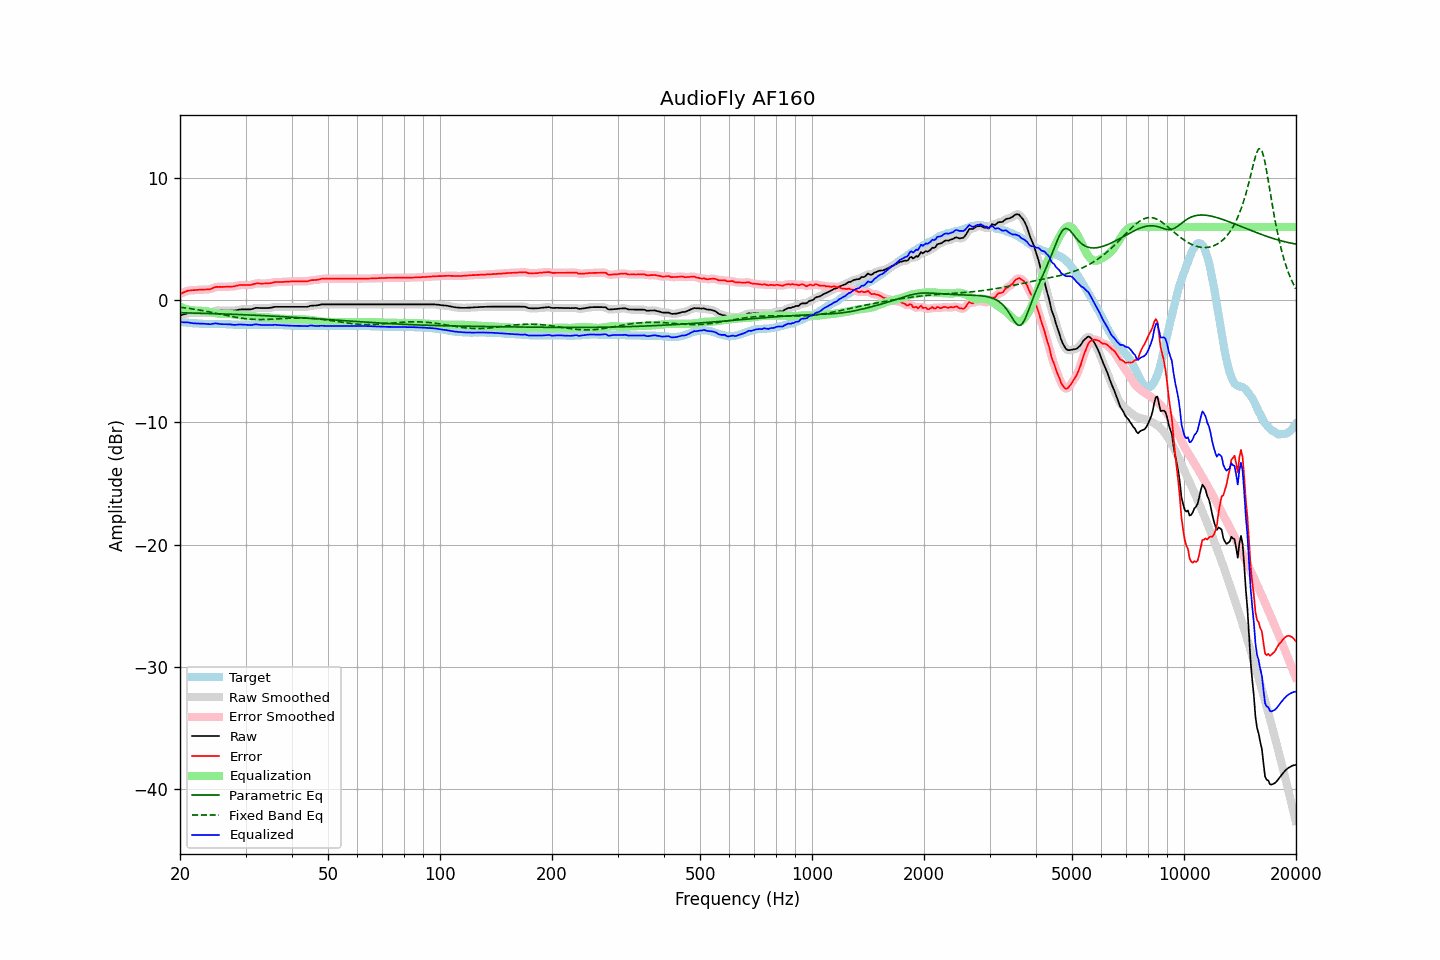 AudioFly AF160
Amplitude (dBr)
10
0
−10
−20
−30
−40
Target
Raw Smoothed
Error Smoothed
Raw
Error
Equalization
Parametric Eq
Fixed Band Eq
Equalized
20 50 100 200 500 1000 2000 5000 10000 20000
Frequency (Hz)